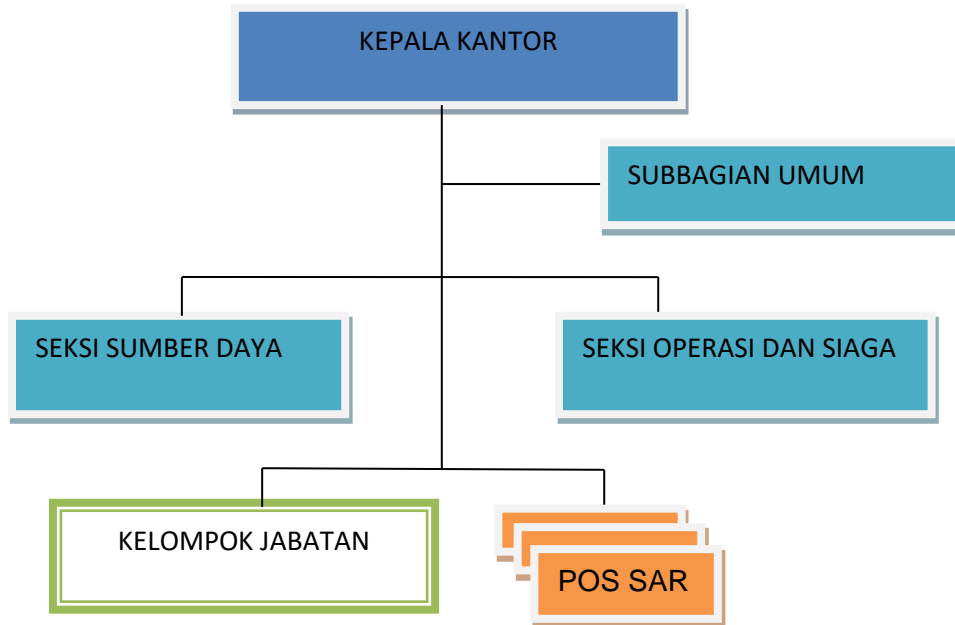 KEPALA KANTOR
SUBBAGIAN UMUM
SEKSI SUMBER DAYA
SEKSI OPERASI DAN SIAGA
KELOMPOK JABATAN
POS SAR